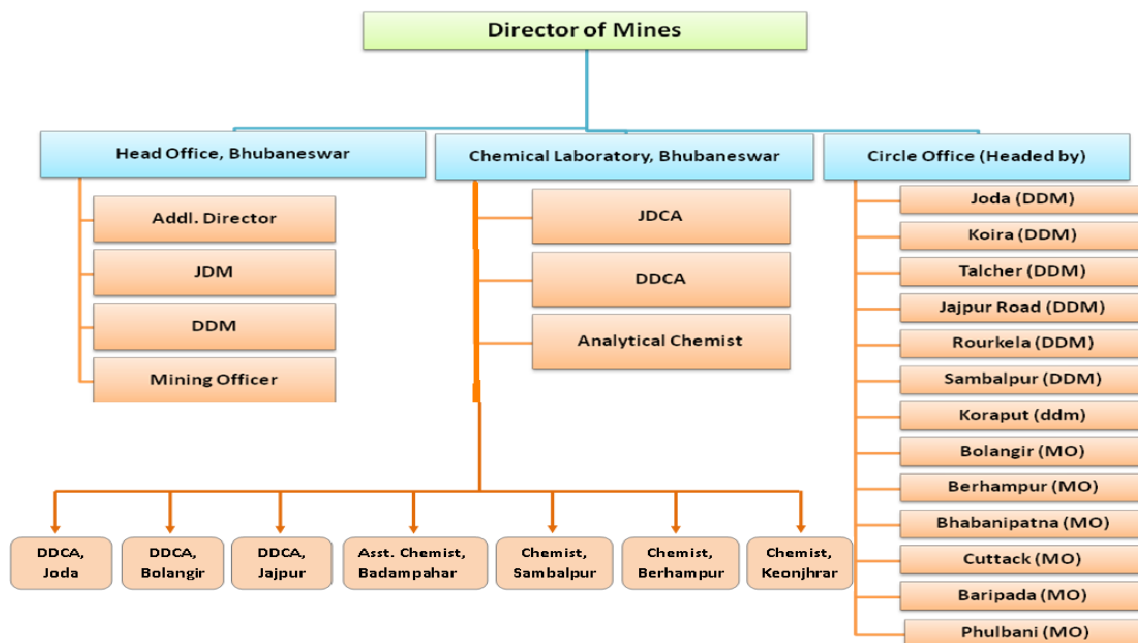 Director of Mines
Head Office, Bhubaneswar
Addl. Director
JDM
DDM
Mining Officer
Chemical Laboratory, Bhubaneswar
JDCA
DDCA
Analytical Chemist
Circle Office (Headed by)
Joda (DDM)
Koira (DDM)
Talcher (DDM)
Jajpur Road (DDM)
Rourkela (DDM)
Sambalpur (DDM)
Koraput (ddm)
Bolangir (MO)
Berhampur (MO)
Bhabanipatna (MO)
Cuttack (MO)
Baripada (MO)
Phulbani (MO)
DDCA,
Joda
DDCA,
Bolangir
DDCA,
Jajpur
Asst. Chemist,
Badampahar
Chemist,
Sambalpur
Chemist,
Berhampur
Chemist,
Keonjhrar